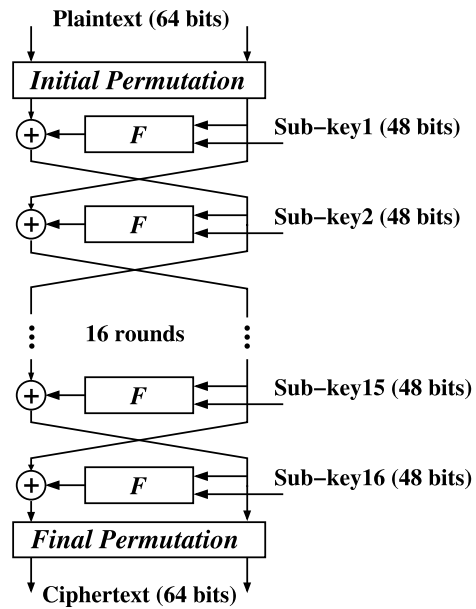 Plaintext (64 bits)
Initial Permutation
+
F
Sub−key1 (48 bits)
+
F
Sub−key2 (48 bits)
16 rounds
+
F
Sub−key15 (48 bits)
+
F
Sub−key16 (48 bits)
Final Permutation
Ciphertext (64 bits)